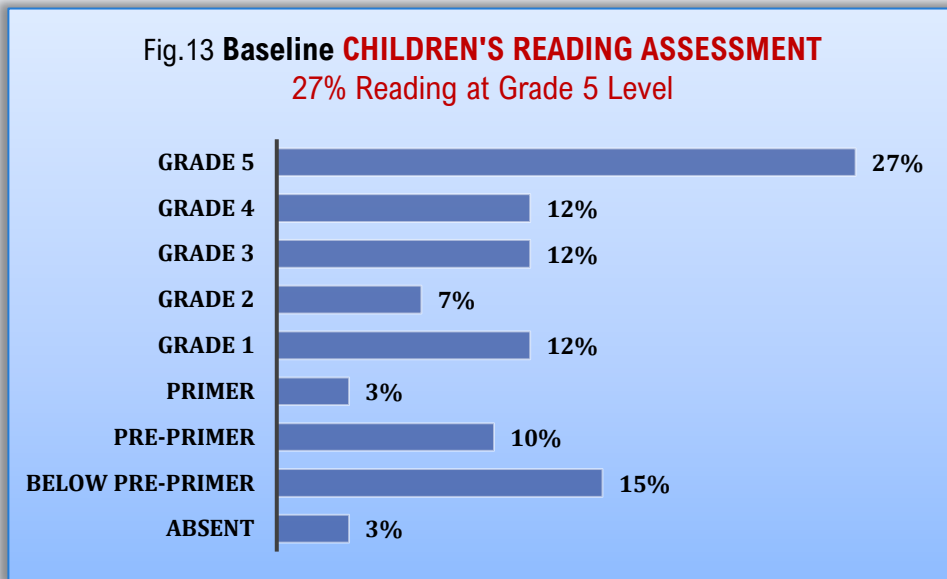 Fig.13 Baseline CHILDREN'S READING ASSESSMENT
27% Reading at Grade 5 Level
GRADE 5 27%
GRADE 4 12%
GRADE 3 12%
GRADE 2 7%
GRADE 1 12%
PRIMER 3%
PRE-PRIMER 10%
BELOW PRE-PRIMER 15%
ABSENT 3%